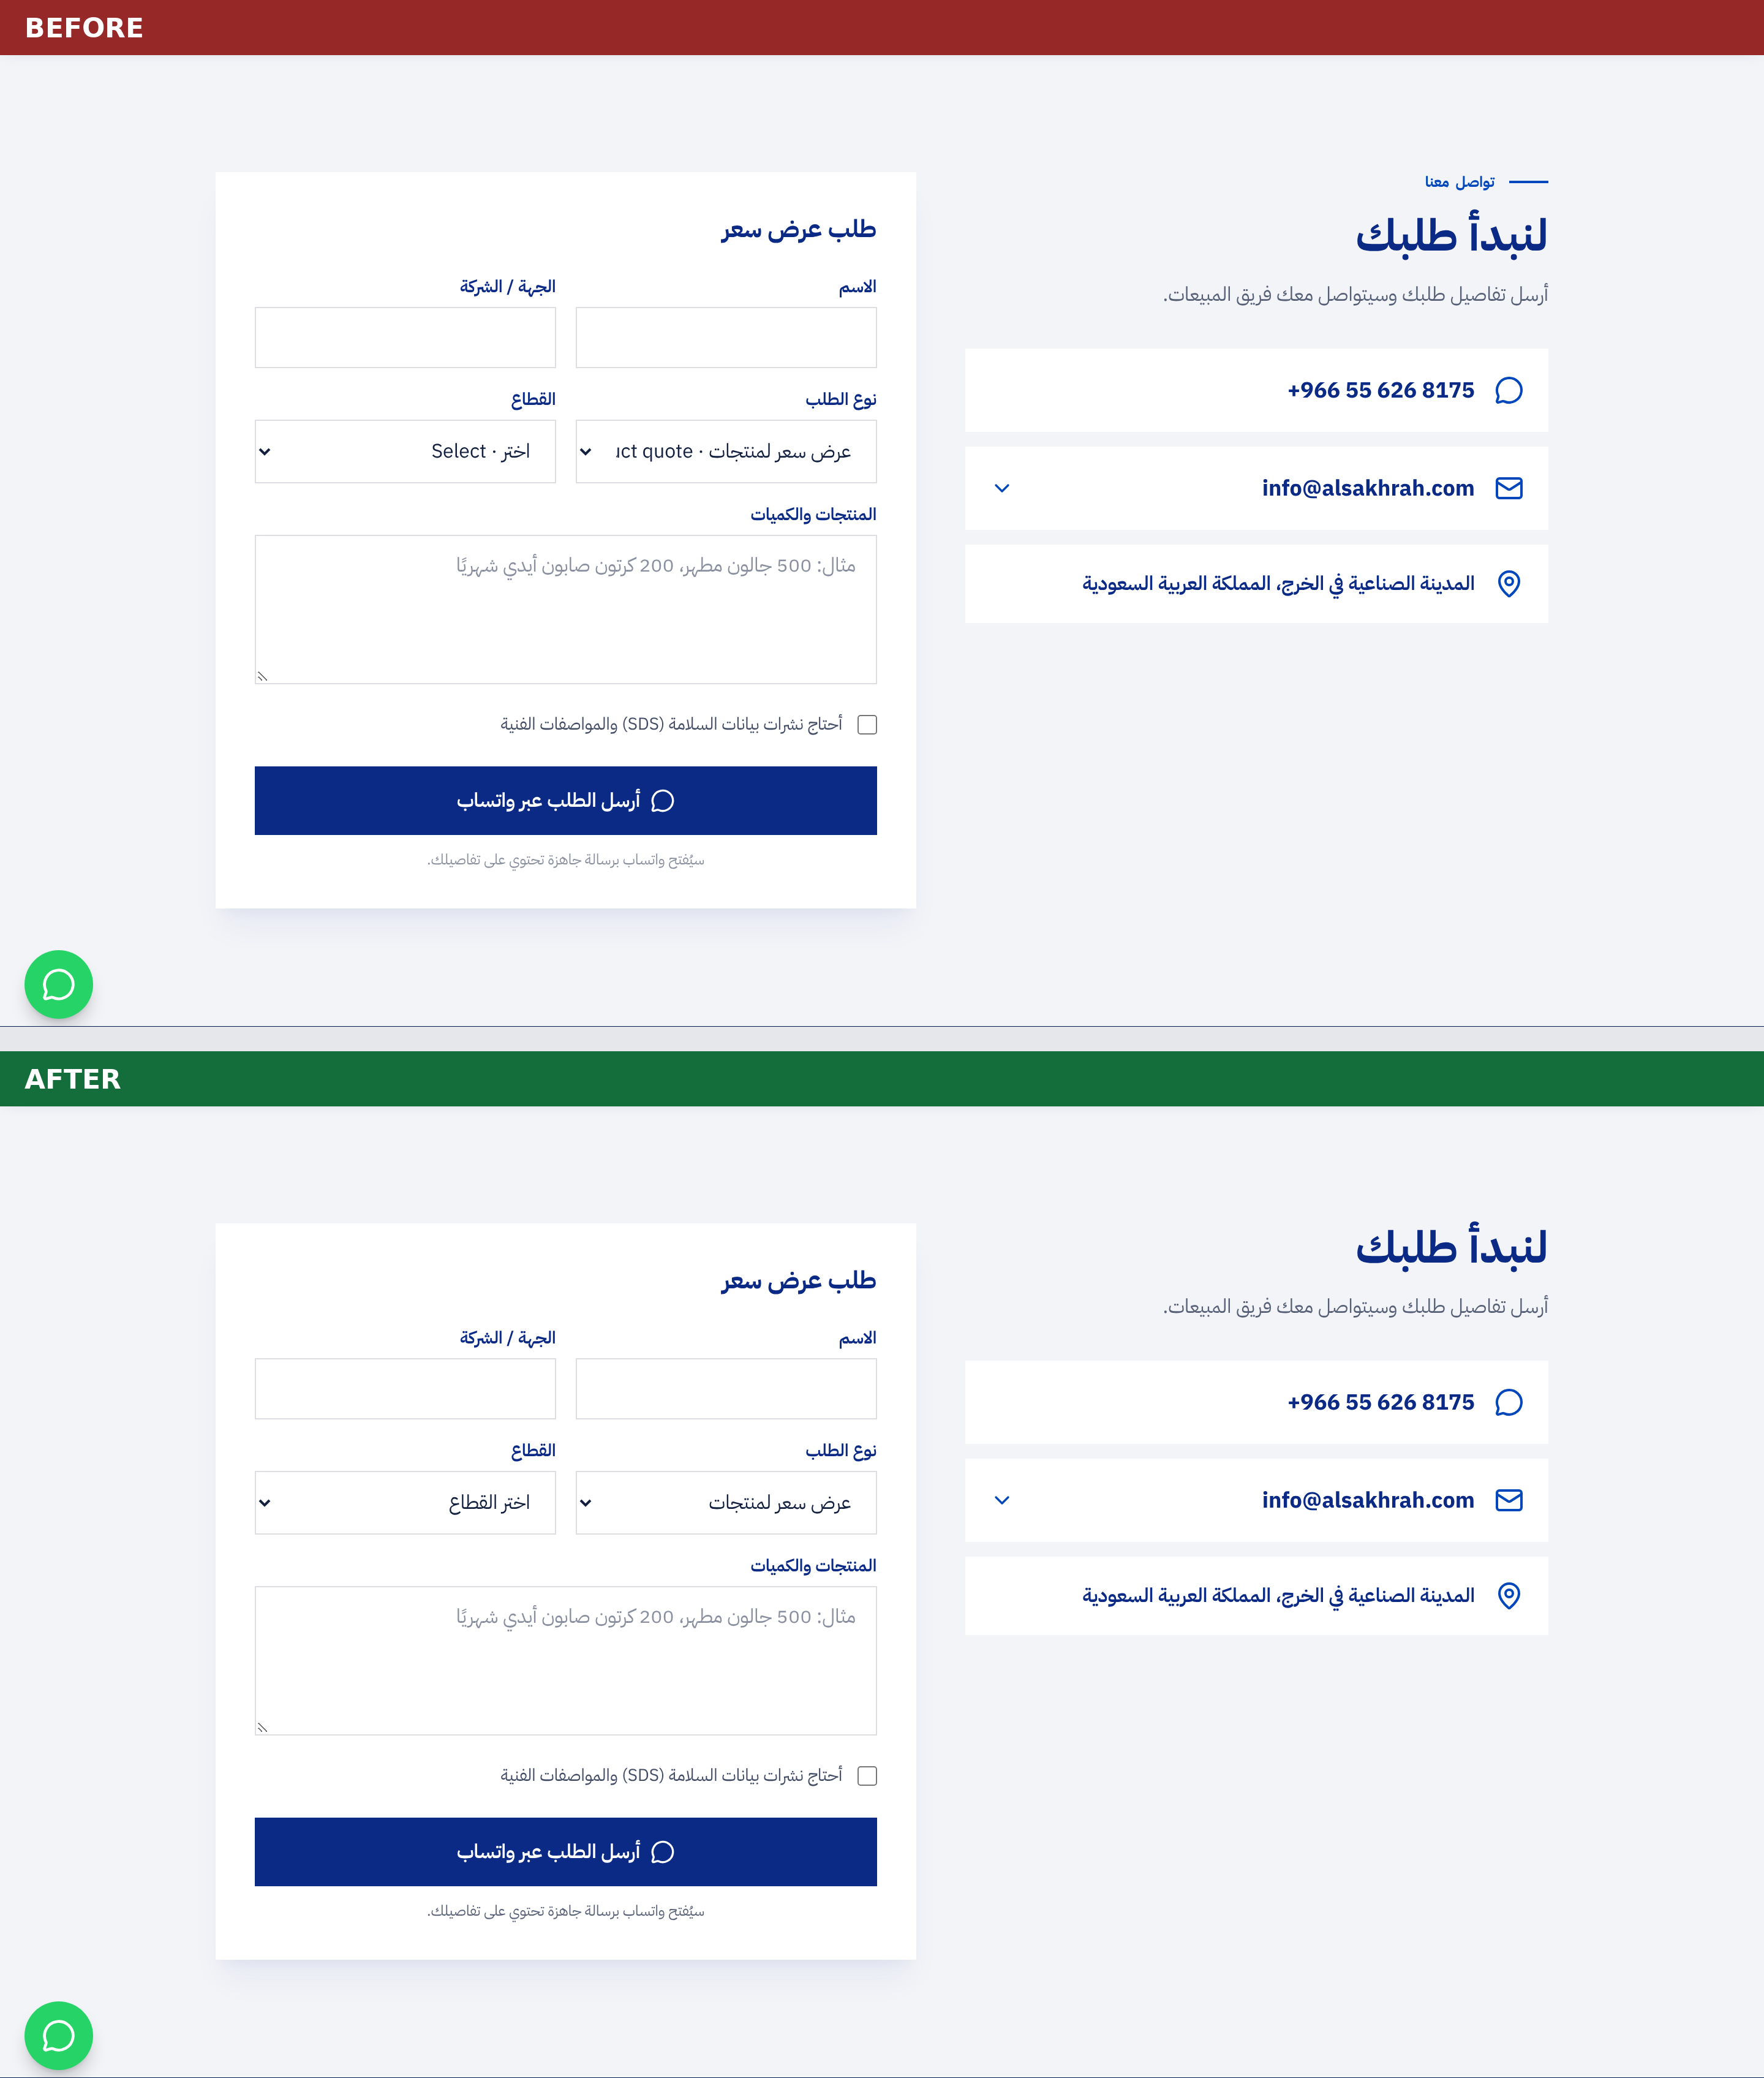 BEFORE
تواصل معنا
لنبدأ طلبك
أرسل تفاصيل طلبك وسيتواصل معك فريق المبيعات.
+966 55 626 8175
info@alsakhrah.com
المدينة الصناعية في الخرج، المملكة العربية السعودية
طلب عرض سعر
الاسم
الجهة / الشركة
نوع الطلب
القطاع
عرض سعر لمنتجات · uct quote
اختر · Select
المنتجات والكميات
مثال: 500 جالون مطهر، 200 كرتون صابون أيدي شهريًا
أحتاج نشرات بيانات السلامة (SDS) والمواصفات الفنية
أرسل الطلب عبر واتساب
سيُفتح واتساب برسالة جاهزة تحتوي على تفاصيلك.
AFTER
لنبدأ طلبك
أرسل تفاصيل طلبك وسيتواصل معك فريق المبيعات.
+966 55 626 8175
info@alsakhrah.com
المدينة الصناعية في الخرج، المملكة العربية السعودية
طلب عرض سعر
الاسم
الجهة / الشركة
نوع الطلب
القطاع
عرض سعر لمنتجات
اختر القطاع
المنتجات والكميات
مثال: 500 جالون مطهر، 200 كرتون صابون أيدي شهريًا
أحتاج نشرات بيانات السلامة (SDS) والمواصفات الفنية
أرسل الطلب عبر واتساب
سيُفتح واتساب برسالة جاهزة تحتوي على تفاصيلك.